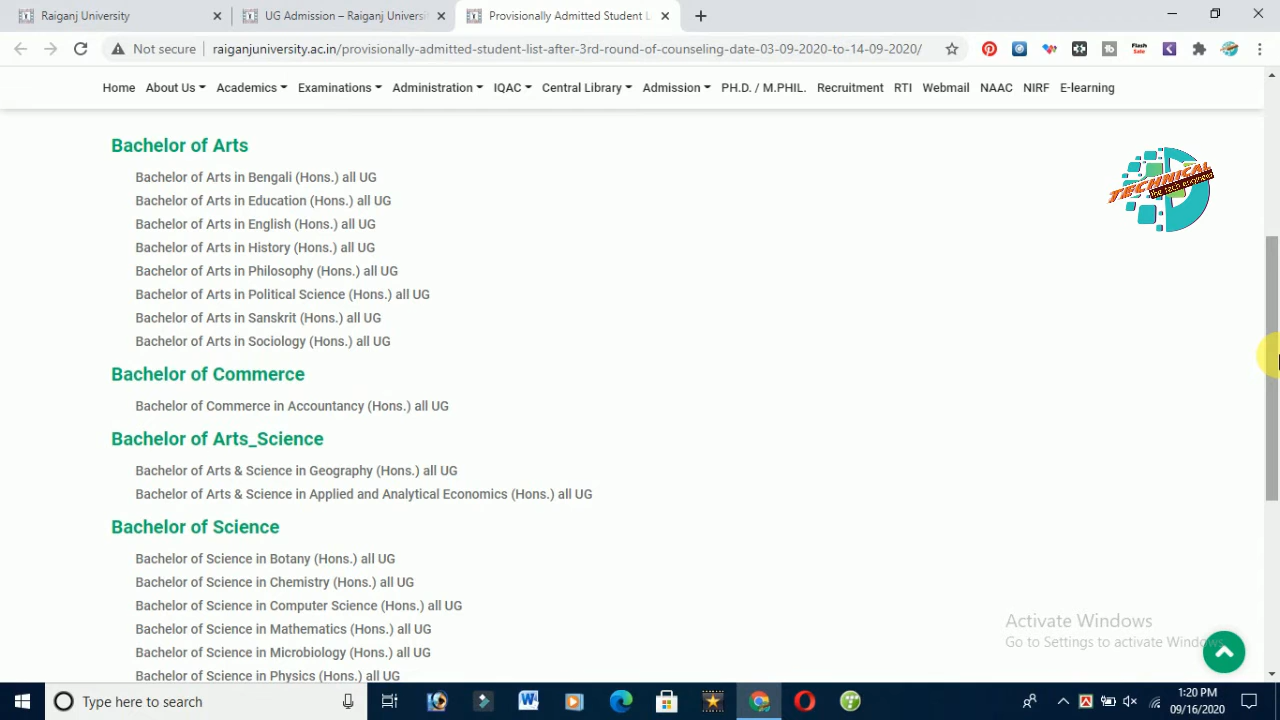 Raiganj University
UG Admission – Raiganj Universi
Provisionally Admitted Student L
Not secure
raiganjuniversity.ac.in/provisionally-admitted-student-list-after-3rd-round-of-counseling-date-03-09-2020-to-14-09-2020/
Home About Us Academics Examinations Administration IQAC Central Library Admission PH.D. / M.PHIL. Recruitment RTI Webmail NAAC NIRF E-learning
Bachelor of Arts
TECHNICAL
the tech engineer
Bachelor of Arts in Bengali (Hons.) all UG
Bachelor of Arts in Education (Hons.) all UG
Bachelor of Arts in English (Hons.) all UG
Bachelor of Arts in History (Hons.) all UG
Bachelor of Arts in Philosophy (Hons.) all UG
Bachelor of Arts in Political Science (Hons.) all UG
Bachelor of Arts in Sanskrit (Hons.) all UG
Bachelor of Arts in Sociology (Hons.) all UG
Bachelor of Commerce
Bachelor of Commerce in Accountancy (Hons.) all UG
Bachelor of Arts_Science
Bachelor of Arts & Science in Geography (Hons.) all UG
Bachelor of Arts & Science in Applied and Analytical Economics (Hons.) all UG
Bachelor of Science
Bachelor of Science in Botany (Hons.) all UG
Bachelor of Science in Chemistry (Hons.) all UG
Bachelor of Science in Computer Science (Hons.) all UG
Bachelor of Science in Mathematics (Hons.) all UG
Bachelor of Science in Microbiology (Hons.) all UG
Bachelor of Science in Physics (Hons.) all UG
Activate Windows
Go to Settings to activate Windows.
Type here to search
1:20 PM
09/16/2020